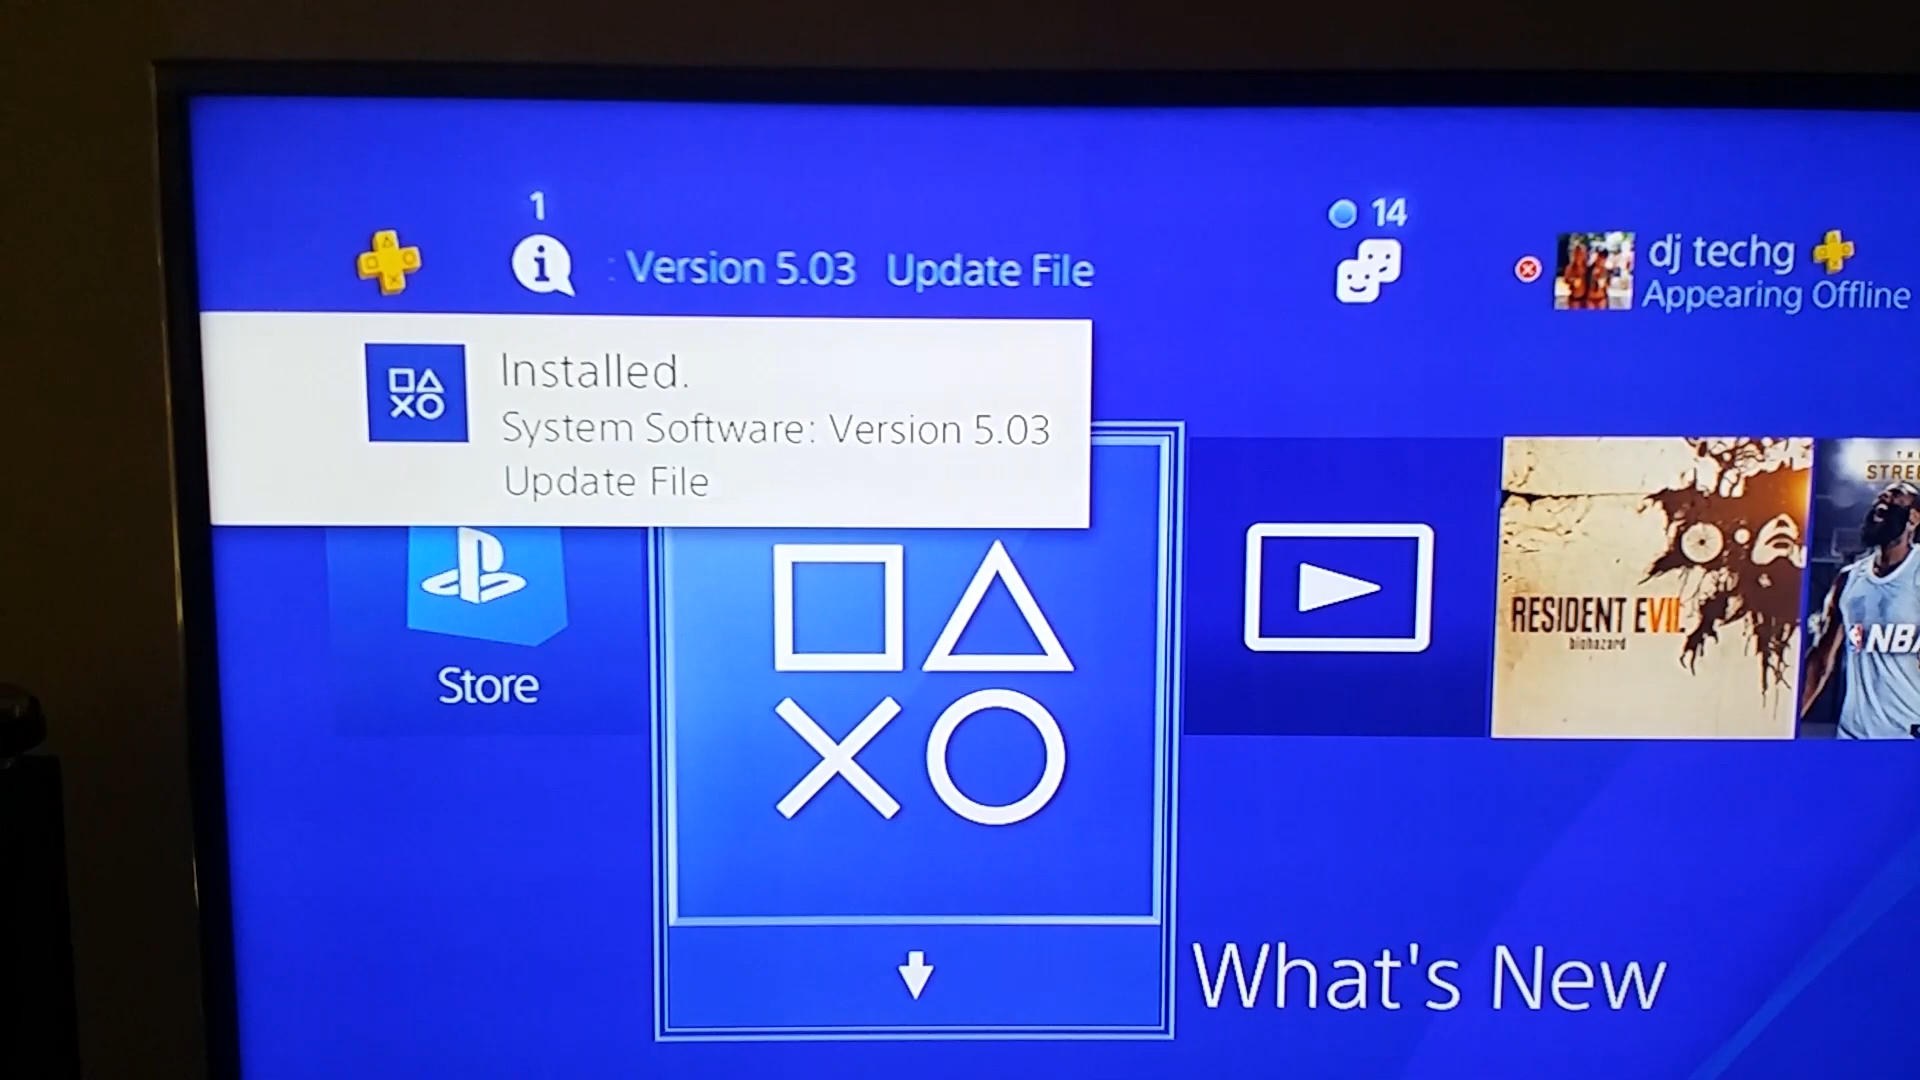 1
: Version 5.03 Update File
14
dj techg
Appearing Offline
Installed.
System Software: Version 5.03
Update File
Store
RESIDENT EVIL
biohazard
NBA
What's New